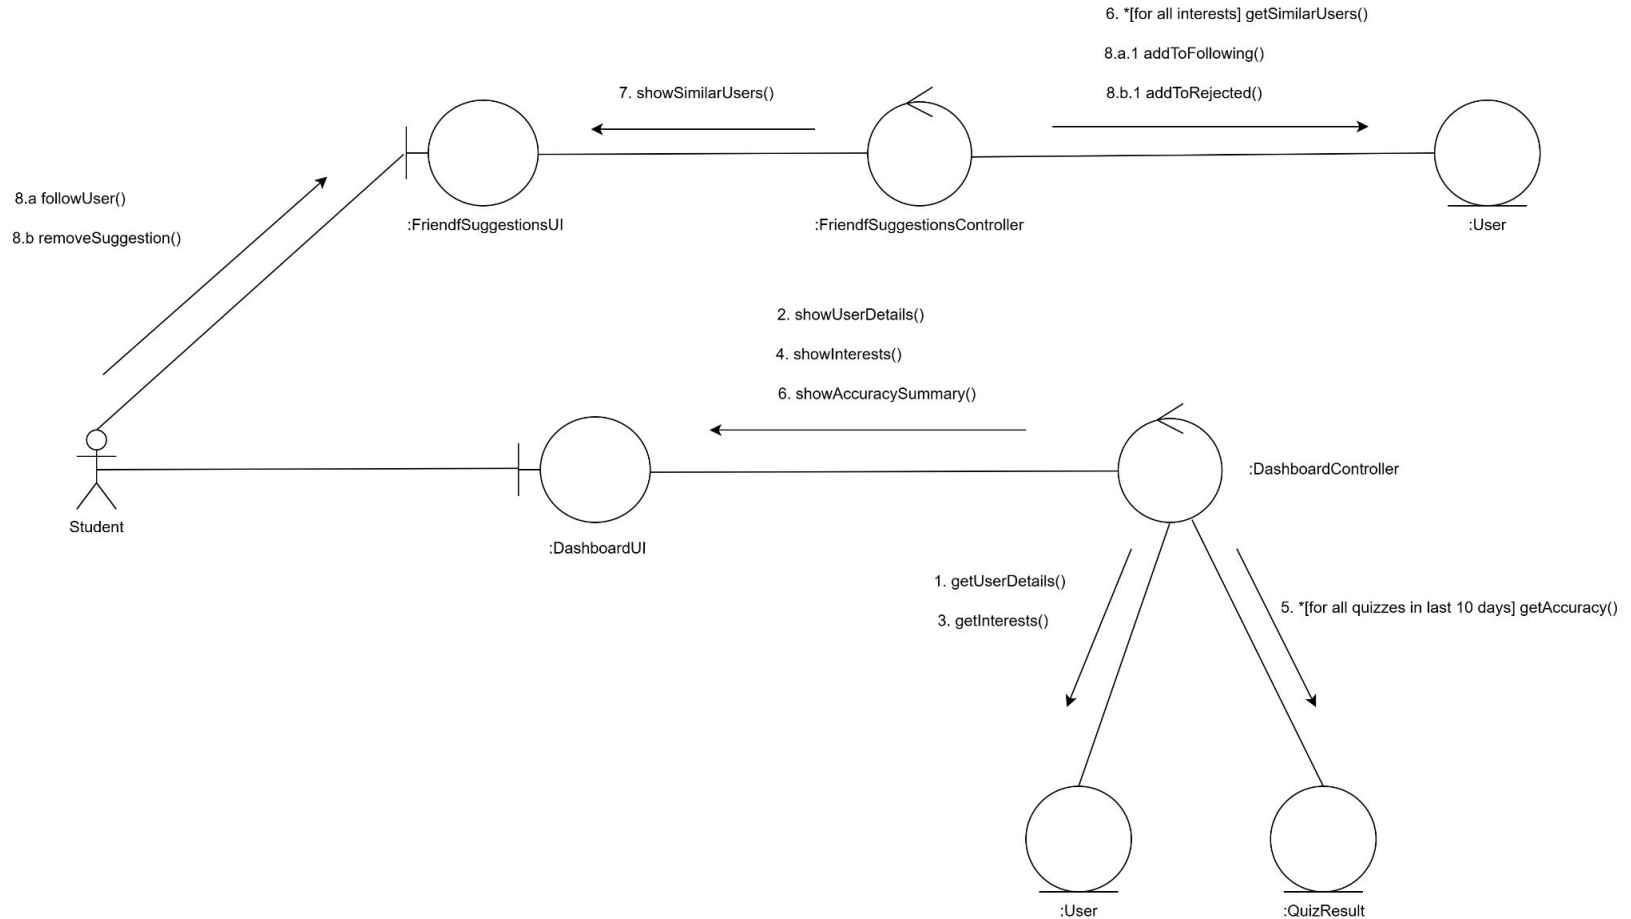 6. *[for all interests] getSimilarUsers()
8.a.1 addToFollowing()
7. showSimilarUsers()
8.b.1 addToRejected()
8.a followUser()
8.b removeSuggestion()
:FriendfSuggestionsUI
:FriendfSuggestionsController
:User
2. showUserDetails()
4. showInterests()
6. showAccuracySummary()
:DashboardController
Student
:DashboardUI
1. getUserDetails()
3. getInterests()
5. *[for all quizzes in last 10 days] getAccuracy()
:User
:QuizResult